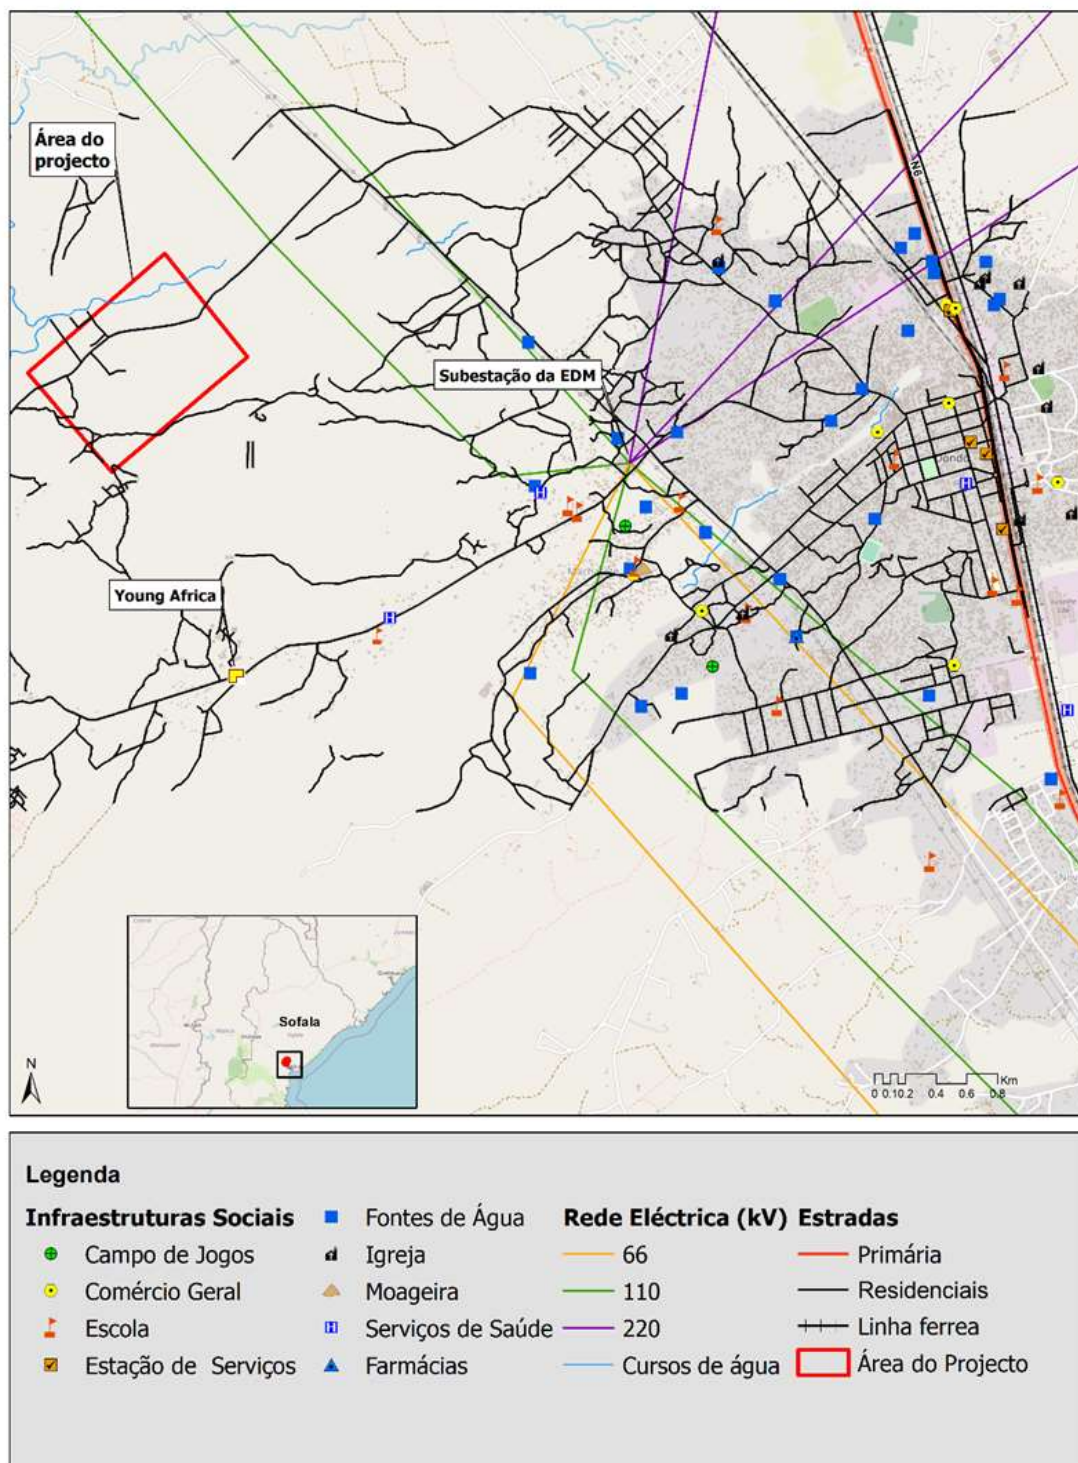 Área do
projecto
N6
Subestação da EDM
Dondo
Young Africa
Sofala
N
Km
0 0.10.2 0.4 0.6 0.8
Legenda
Infraestruturas Sociais
Campo de Jogos
Comércio Geral
Escola
Estação de Serviços
Fontes de Água
Igreja
Moageira
Serviços de Saúde
Farmácias
Rede Eléctrica (kV)
66
110
220
Cursos de água
Estradas
Primária
Residenciais
Linha ferrea
Área do Projecto